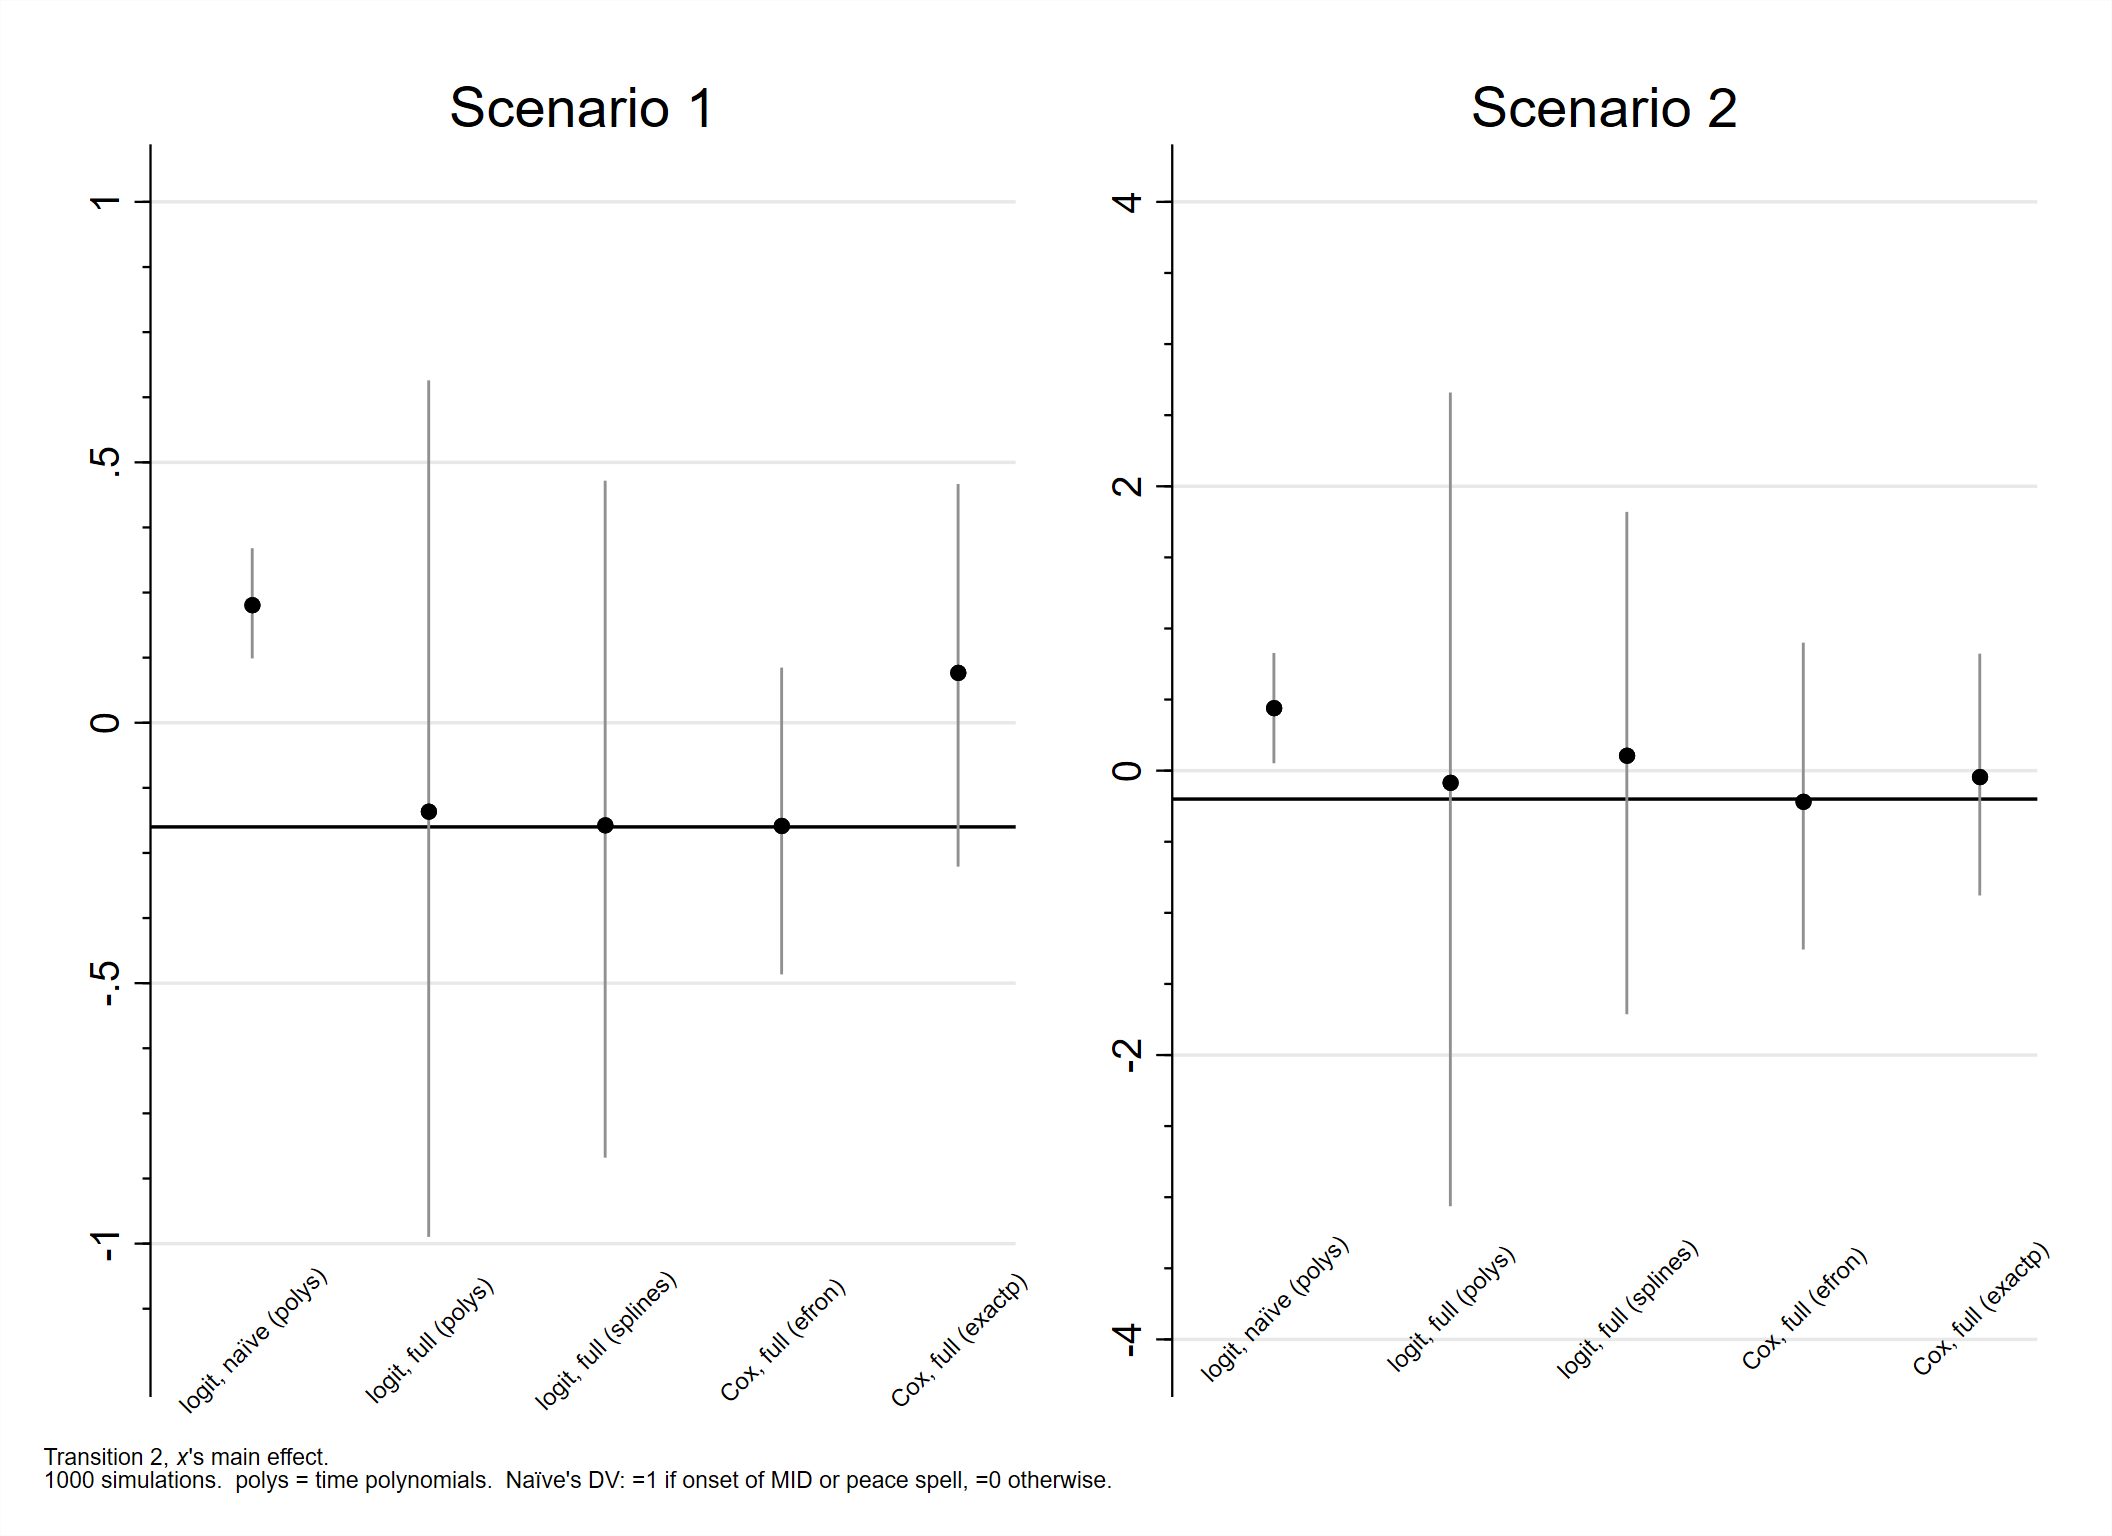 Scenario 1
1
.5
0
-.5
-1
logit, naïve (polys)
logit, full (polys)
logit, full (splines)
Cox, full (efron)
Cox, full (exactp)
Scenario 2
4
2
0
-2
-4
logit, naïve (polys)
logit, full (polys)
logit, full (splines)
Cox, full (efron)
Cox, full (exactp)
Transition 2, x's main effect.
1000 simulations.  polys = time polynomials.  Naïve's DV: =1 if onset of MID or peace spell, =0 otherwise.